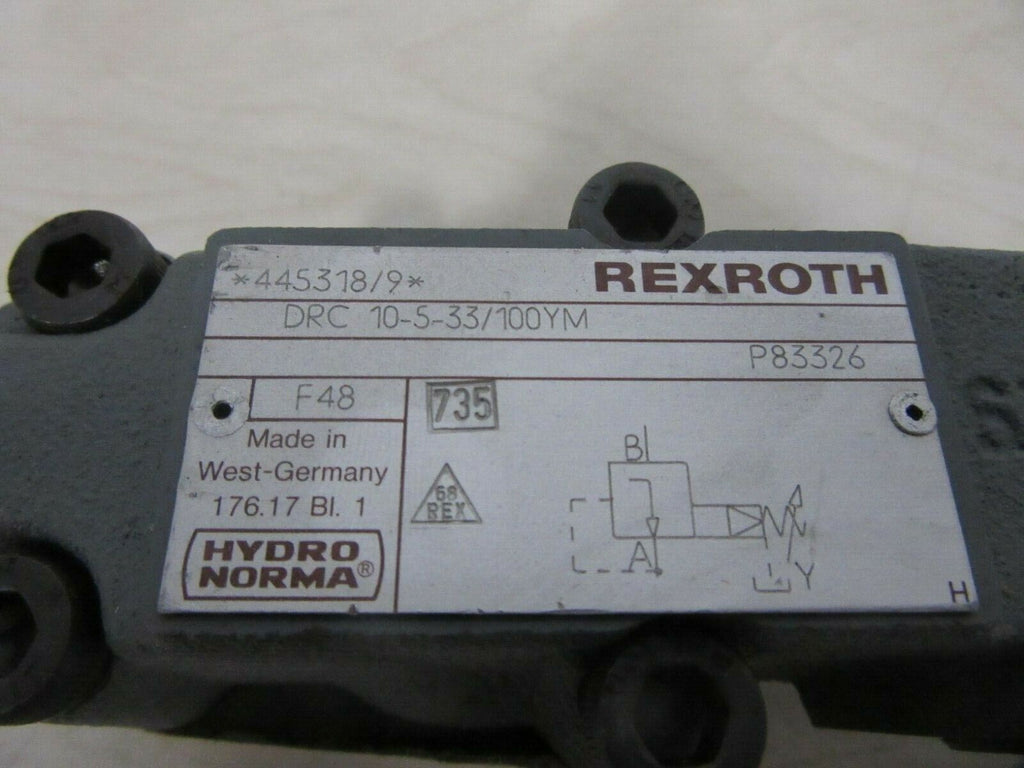 *445318/9*
REXROTH
DRC 10-5-33/100YM
P83326
F48
735
Made in
West-Germany
176.17 Bl. 1
68
REX
HYDRO
NORMA®
B
A
Y
H